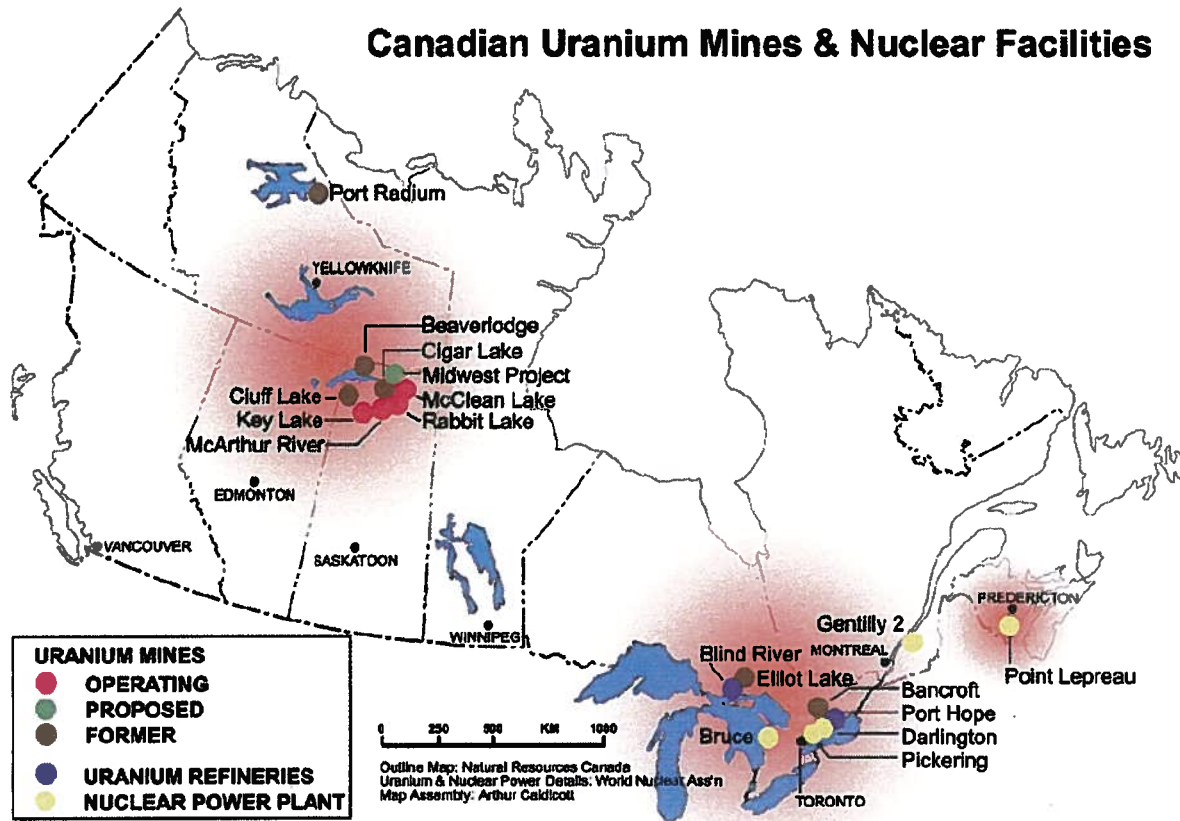 Canadian Uranium Mines & Nuclear Facilities
Port Radium
YELLOWKNIFE
Beaverlodge
Cigar Lake
Midwest Project
Cluff Lake
McClean Lake
Key Lake
Rabbit Lake
McArthur River
EDMONTON
VANCOUVER
SASKATOON
WINNIPEG
FREDERICTON
Gentilly 2
MONTREAL
Blind River
Elliot Lake
Point Lepreau
Bancroft
Port Hope
Bruce
Darlington
Pickering
TORONTO
URANIUM MINES
OPERATING
PROPOSED
FORMER
URANIUM REFINERIES
NUCLEAR POWER PLANT
0 250 500 KM 1000
Outline Map: Natural Resources Canada
Uranium & Nuclear Power Details: World Nuclear Ass'n
Map Assembly: Arthur Caldicott